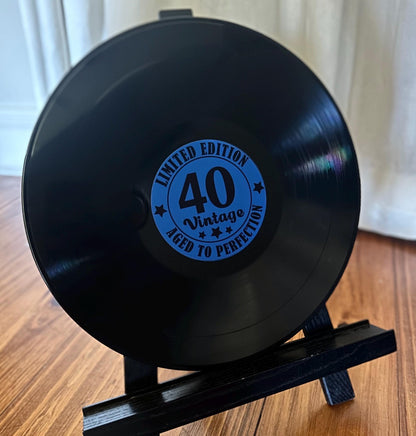 LIMITED EDITION
40
Vintage
AGED TO PERFECTION